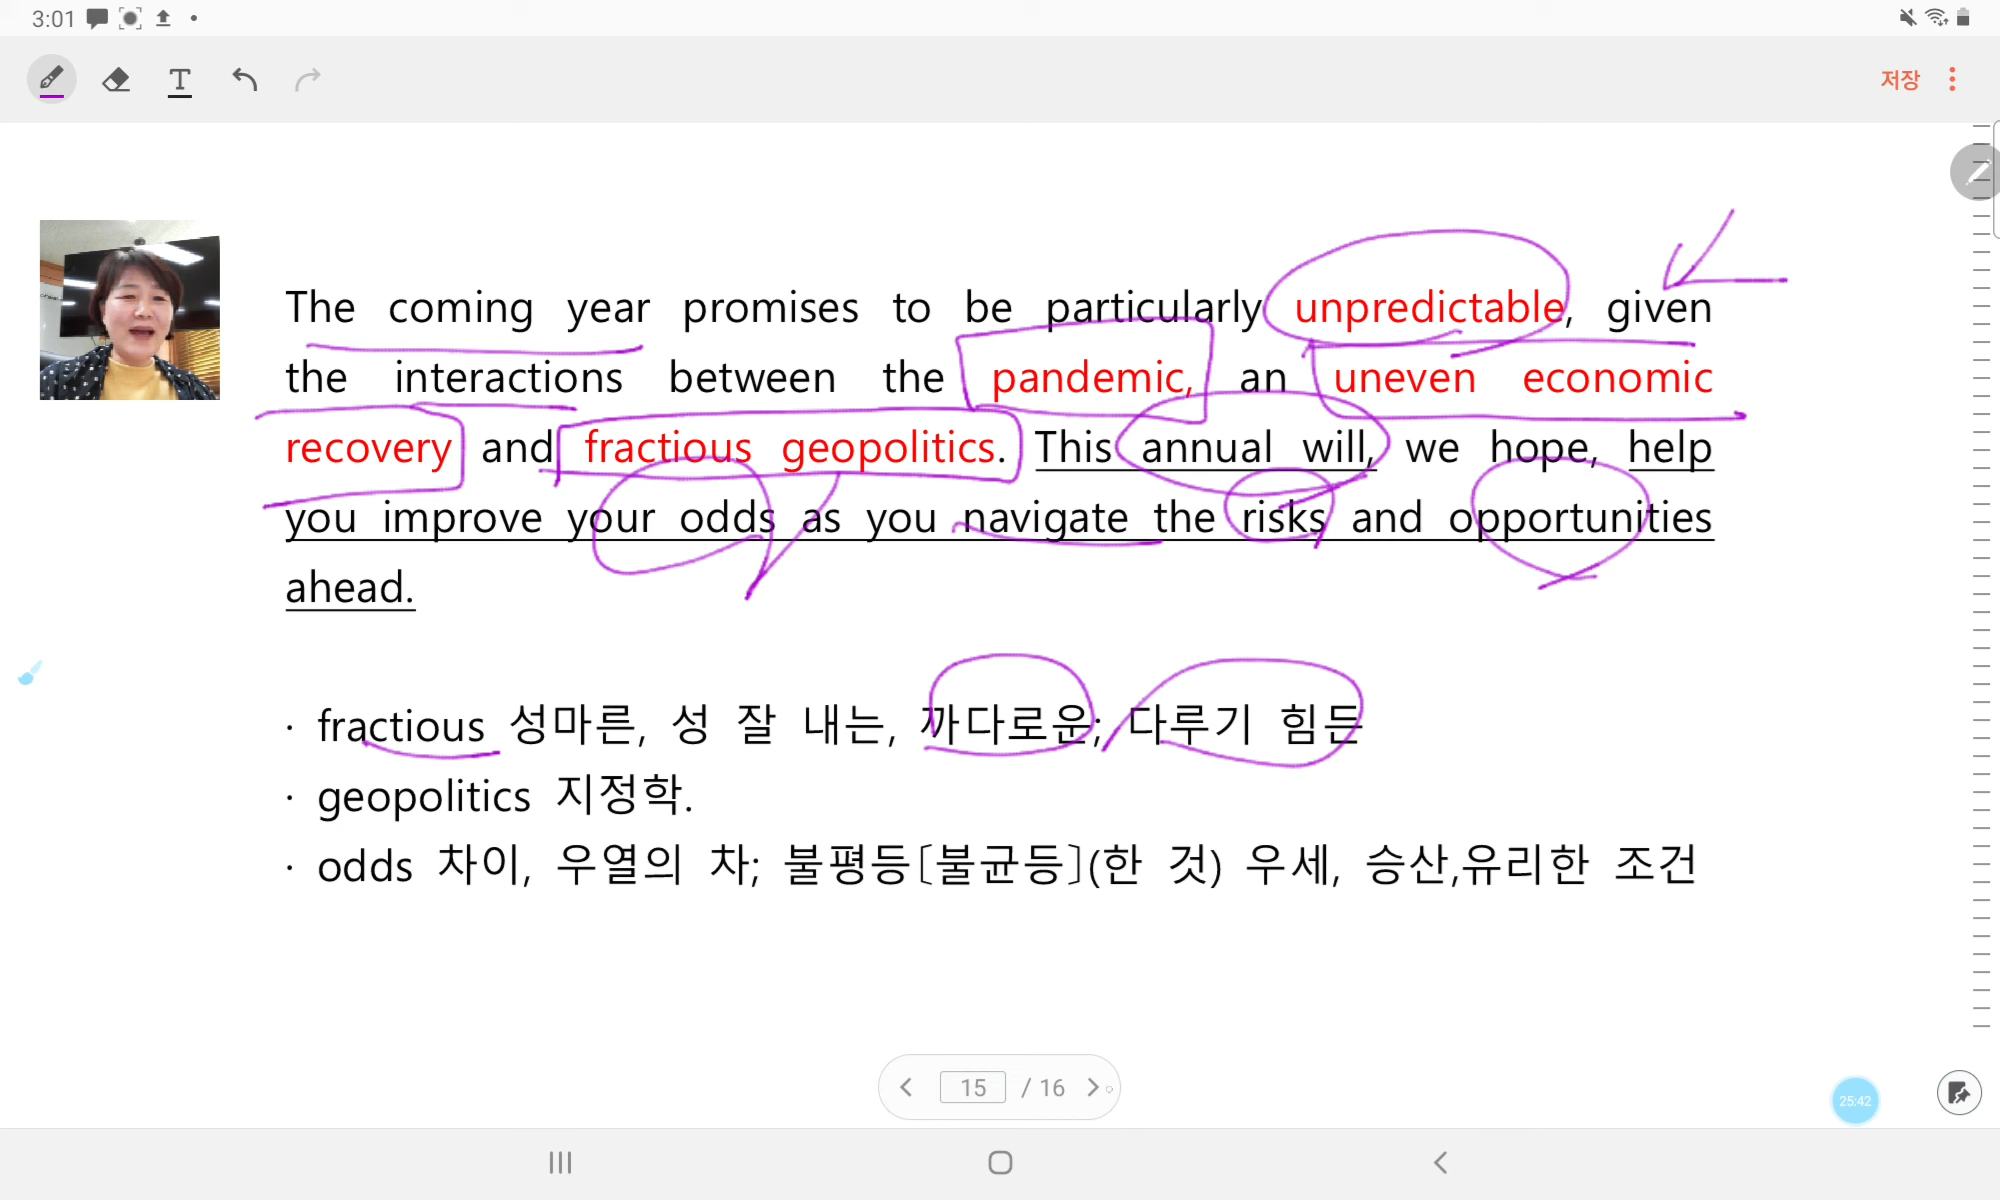 3:01
저장
The coming year promises to be particularly unpredictable, given
the interactions between the pandemic, an uneven economic
recovery and fractious geopolitics. This annual will, we hope, help
you improve your odds as you navigate the risks and opportunities
ahead.
· fractious 성마른, 성 잘 내는, 까다로운; 다루기 힘든
· geopolitics 지정학.
· odds 차이, 우열의 차; 불평등[불균등](한 것) 우세, 승산,유리한 조건
15 / 16
25:42